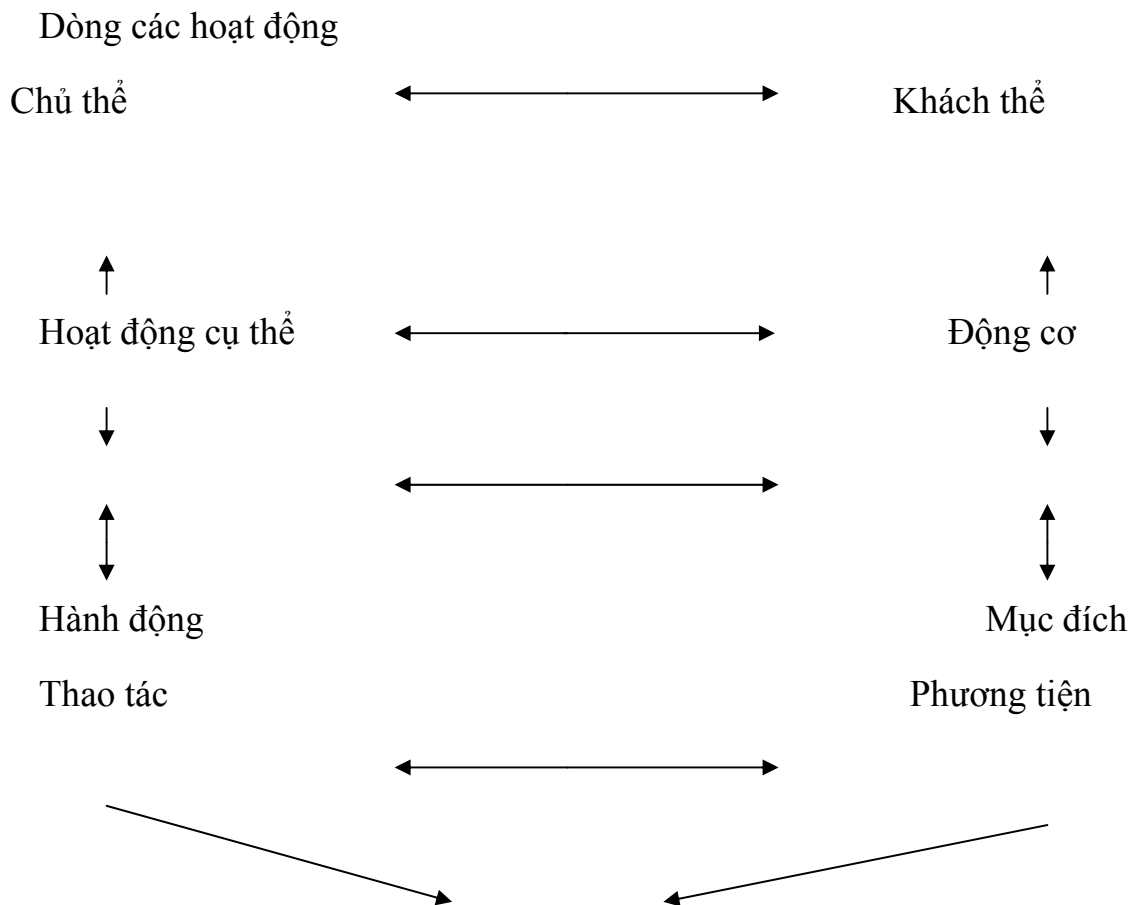 Dòng các hoạt động
Chủ thể Khách thể
Hoạt động cụ thể Động cơ
Hành động Mục đích
Thao tác Phương tiện